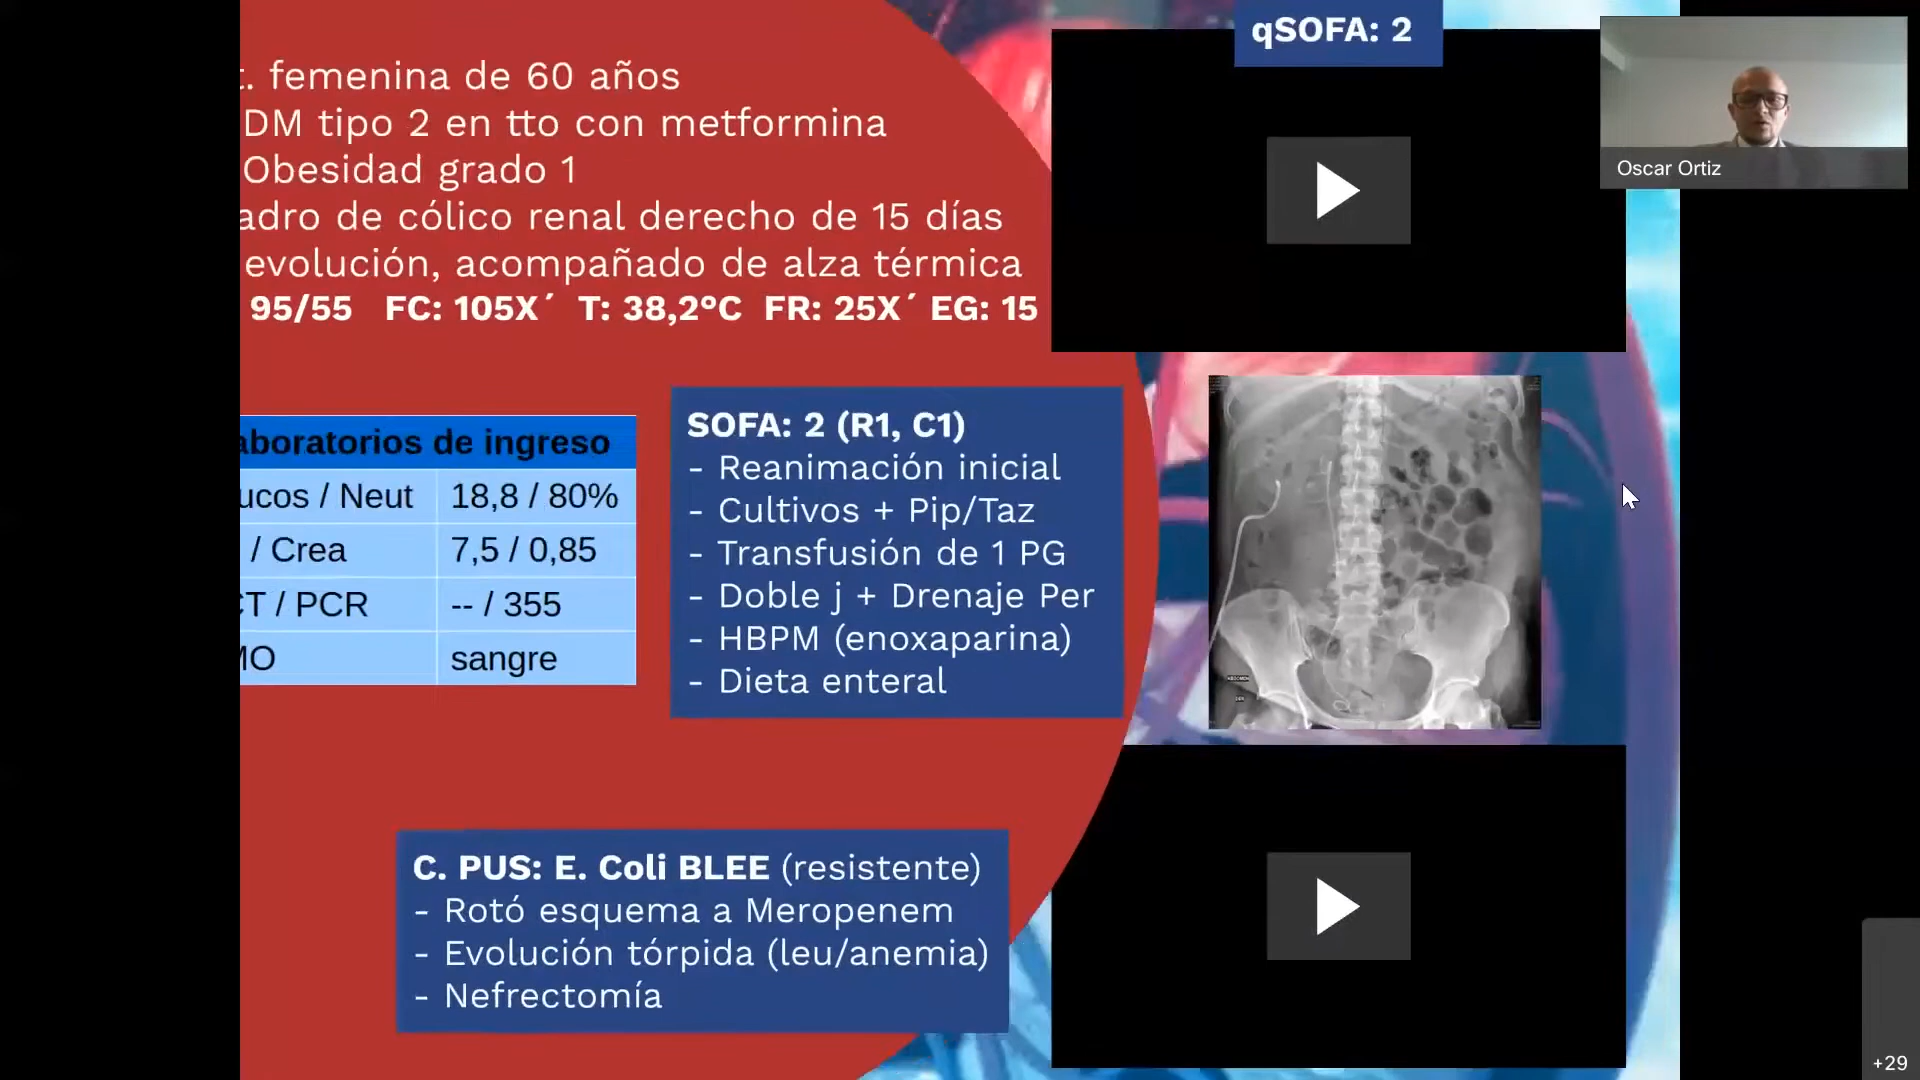 qSOFA: 2
t. femenina de 60 años
DM tipo 2 en tto con metformina
Obesidad grado 1
adro de cólico renal derecho de 15 días
evolución, acompañado de alza térmica
95/55 FC: 105X´ T: 38,2°C FR: 25X´ EG: 15
Oscar Ortiz
aboratorios de ingreso
ucos / Neut 18,8 / 80%
/ Crea 7,5 / 0,85
CT / PCR -- / 355
MO sangre
SOFA: 2 (R1, C1)
- Reanimación inicial
- Cultivos + Pip/Taz
- Transfusión de 1 PG
- Doble j + Drenaje Per
- HBPM (enoxaparina)
- Dieta enteral
ABDOMEN
C. PUS: E. Coli BLEE (resistente)
- Rotó esquema a Meropenem
- Evolución tórpida (leu/anemia)
- Nefrectomía
+29